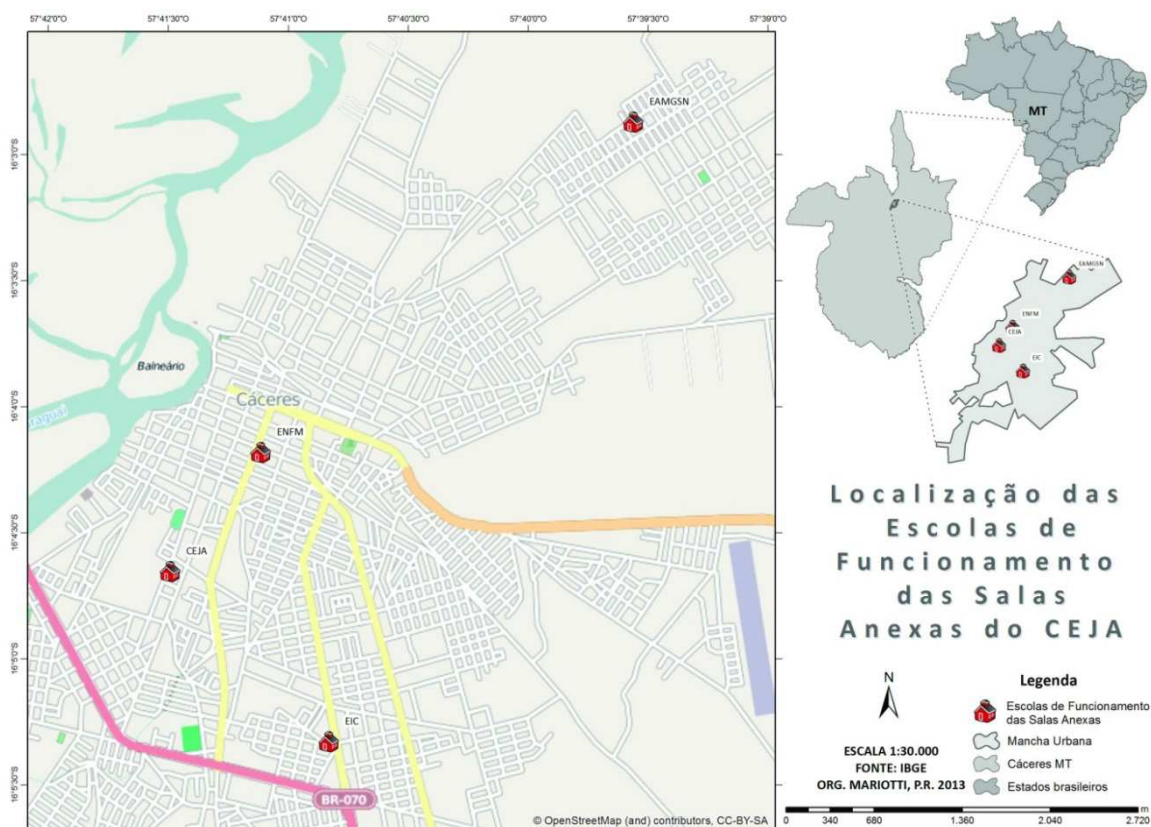 57°42'0"O 57°41'30"O 57°41'0"O 57°40'30"O 57°40'0"O 57°39'30"O 57°39'0"O
16°3'0"S
16°3'30"S
16°4'0"S
16°4'30"S
16°5'0"S
16°5'30"S
EAMGSN
Balneário
Cáceres
raguai
ENFM
CEJA
EIC
BR-070
© OpenStreetMap (and) contributors, CC-BY-SA
MT
EAMGSN
ENFM
CEJA
EIC
Localização das
Escolas de
Funcionamento
das Salas
Anexas do CEJA
N
ESCALA 1:30.000
FONTE: IBGE
ORG. MARIOTTI, P.R. 2013
Legenda
Escolas de Funcionamento
das Salas Anexas
Mancha Urbana
Cáceres MT
Estados brasileiros
m
0 340 680 1.360 2.040 2.720